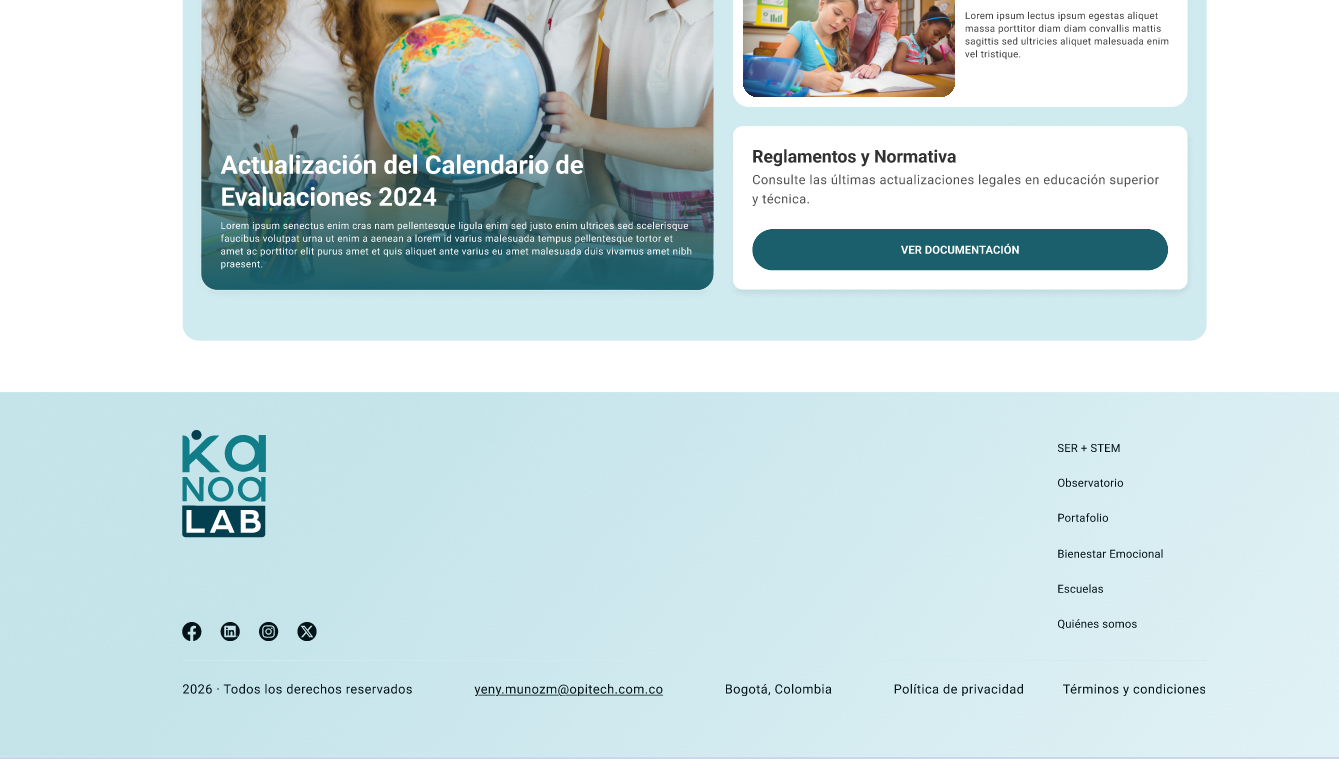 Lorem ipsum lectus ipsum egestas aliquet
massa porttitor diam diam convallis mattis
sagittis sed ultricies aliquet malesuada enim
vel tristique.
Actualización del Calendario de
Evaluaciones 2024
Lorem ipsum senectus enim cras nam pellentesque ligula enim sed justo enim ultrices sed scelerisque
faucibus volutpat urna ut enim a aenean a lorem id varius malesuada tempus pellentesque tortor et
amet ac porttitor elit purus amet et quis aliquet ante varius eu amet malesuada duis vivamus amet nibh
praesent.
Reglamentos y Normativa
Consulte las últimas actualizaciones legales en educación superior
y técnica.
VER DOCUMENTACIÓN
ka
NOa
LAB
SER + STEM
Observatorio
Portafolio
Bienestar Emocional
Escuelas
Quiénes somos
2026 · Todos los derechos reservados
yeny.munozm@opitech.com.co
Bogotá, Colombia
Política de privacidad
Términos y condiciones